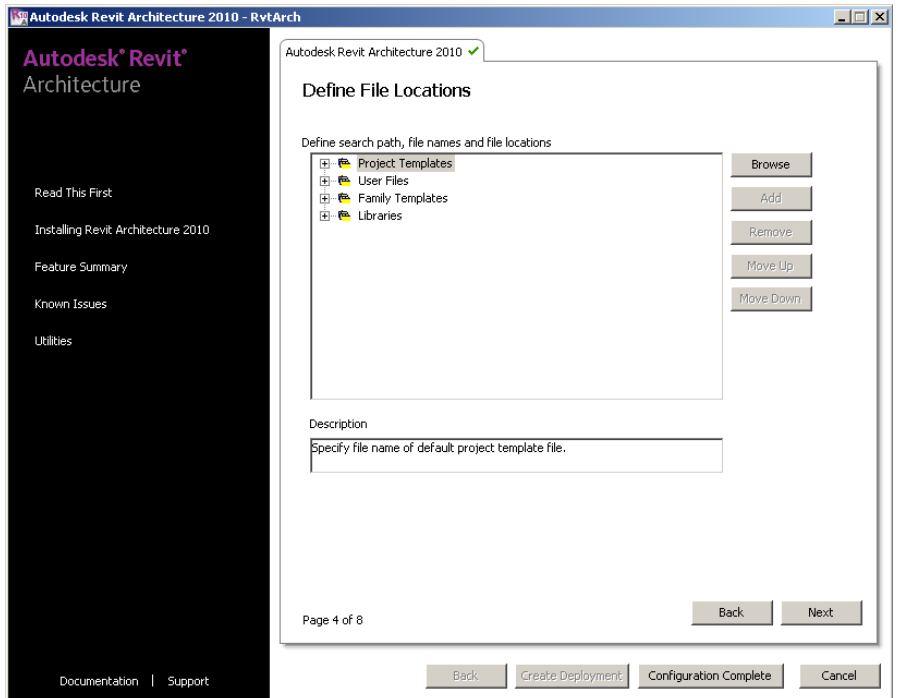 Autodesk Revit Architecture 2010 - RvtArch
Autodesk® Revit®
Architecture
Read This First
Installing Revit Architecture 2010
Feature Summary
Known Issues
Utilities
Documentation | Support
Autodesk Revit Architecture 2010
Define File Locations
Define search path, file names and file locations
Project Templates
User Files
Family Templates
Libraries
Browse
Add
Remove
Move Up
Move Down
Description
Specify file name of default project template file.
Page 4 of 8
Back
Next
Back
Create Deployment
Configuration Complete
Cancel